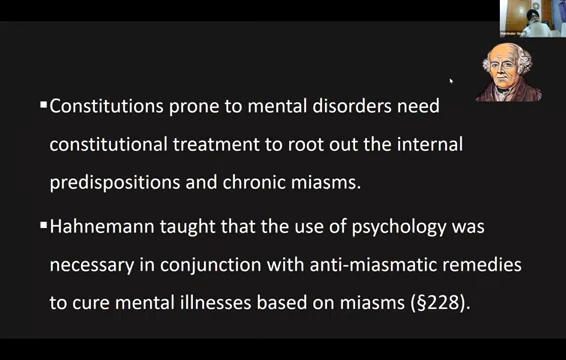 ▪Constitutions prone to mental disorders need
constitutional treatment to root out the internal
predispositions and chronic miasms.
▪Hahnemann taught that the use of psychology was
necessary in conjunction with anti-miasmatic remedies
to cure mental illnesses based on miasms (§228).